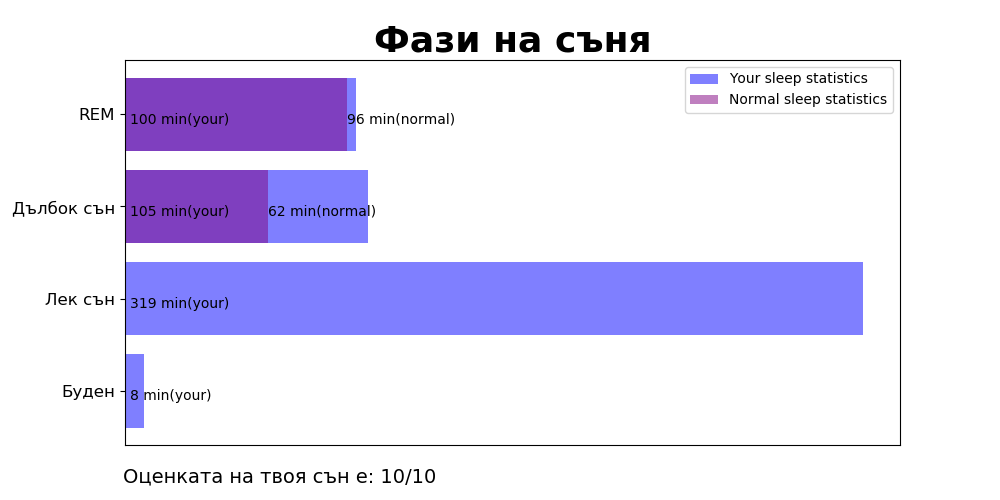 Фази на съня
Your sleep statistics
Normal sleep statistics
REM
100 min(your)
96 min(normal)
Дълбок сън
105 min(your)
62 min(normal)
Лек сън
319 min(your)
Буден
8 min(your)
Оценката на твоя сън е: 10/10